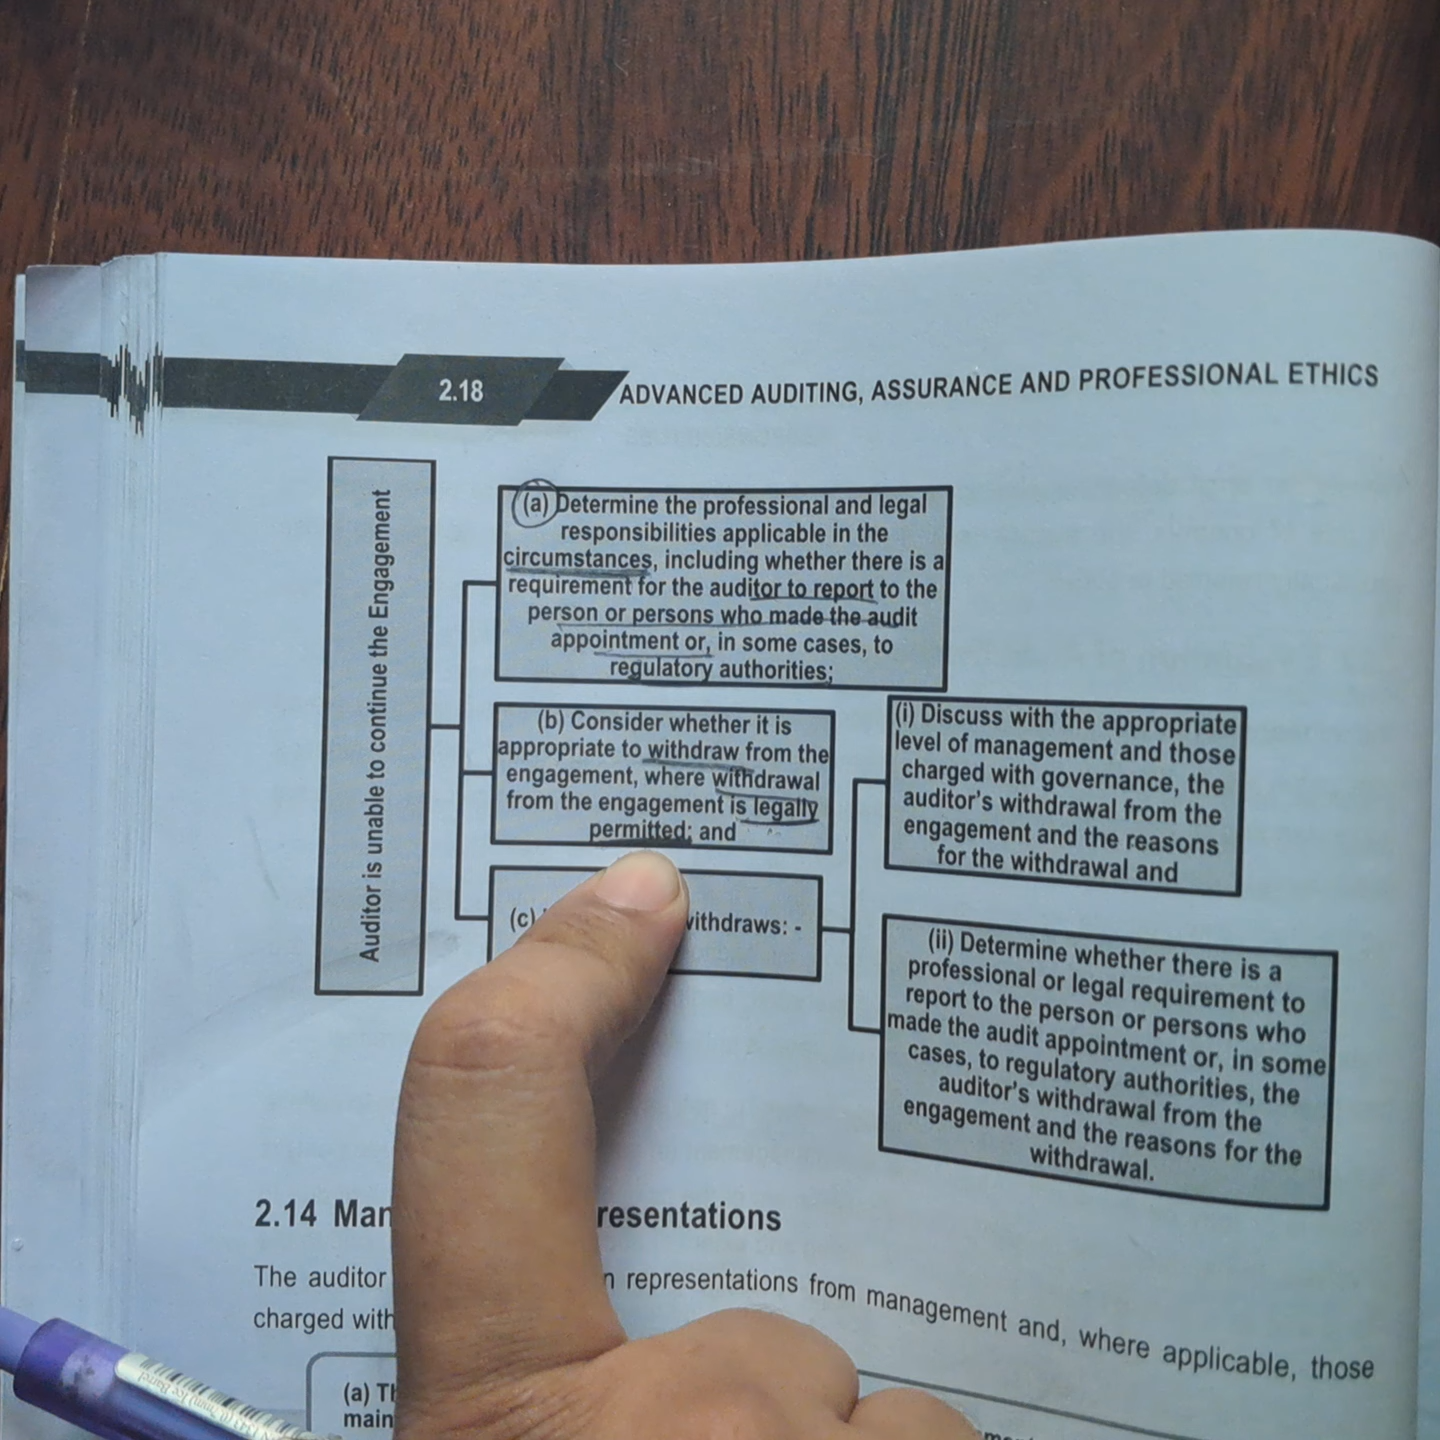 2.18
ADVANCED AUDITING, ASSURANCE AND PROFESSIONAL ETHICS
Auditor is unable to continue the Engagement
(a) Determine the professional and legal
responsibilities applicable in the
circumstances, including whether there is a
requirement for the auditor to report to the
person or persons who made the audit
appointment or, in some cases, to
regulatory authorities;
(b) Consider whether it is
appropriate to withdraw from the
engagement, where withdrawal
from the engagement is legally
permitted; and
(c) withdraws: -
(i) Discuss with the appropriate
level of management and those
charged with governance, the
auditor's withdrawal from the
engagement and the reasons
for the withdrawal and
(ii) Determine whether there is a
professional or legal requirement to
report to the person or persons who
made the audit appointment or, in some
cases, to regulatory authorities, the
auditor's withdrawal from the
engagement and the reasons for the
withdrawal.
2.14
The auditor representations from management and, where applicable, those
charged
(a)